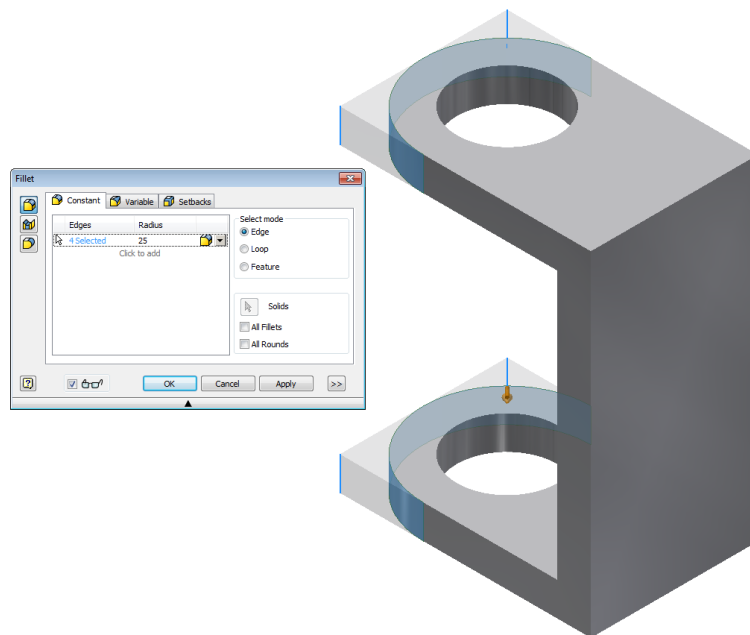 Fillet
Constant Variable Setbacks
Edges Radius
4 Selected 25
Click to add
Select mode
Edge
Loop
Feature
Solids
All Fillets
All Rounds
OK Cancel Apply >>